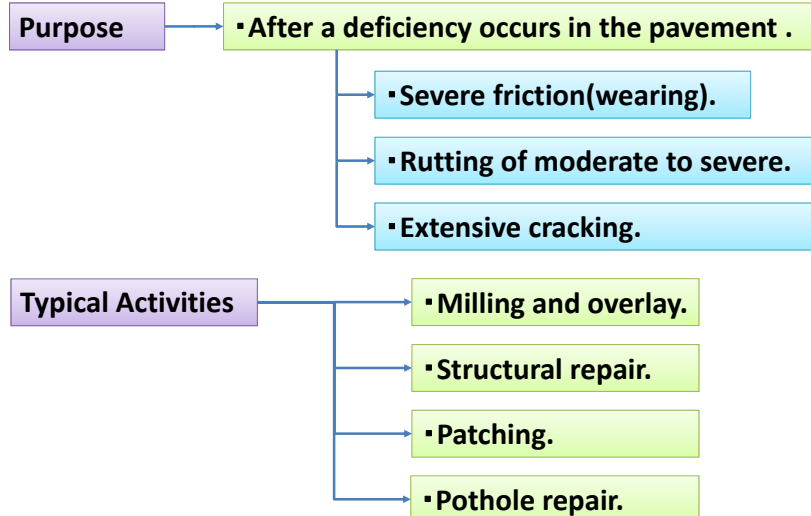 Purpose
▪After a deficiency occurs in the pavement .
▪Severe friction(wearing).
▪Rutting of moderate to severe.
▪Extensive cracking.
Typical Activities
▪Milling and overlay.
▪Structural repair.
▪Patching.
▪Pothole repair.